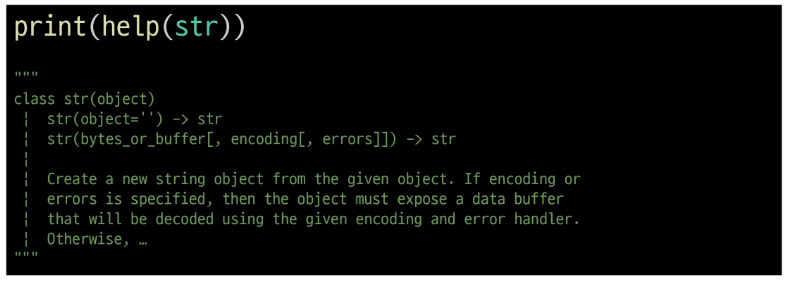 print(help(str))
"""
class str(object)
 ¦  str(object='') -> str
 ¦  str(bytes_or_buffer[, encoding[, errors]]) -> str
 ¦
 ¦  Create a new string object from the given object. If encoding or
 ¦  errors is specified, then the object must expose a data buffer
 ¦  that will be decoded using the given encoding and error handler.
 ¦  Otherwise, …
"""